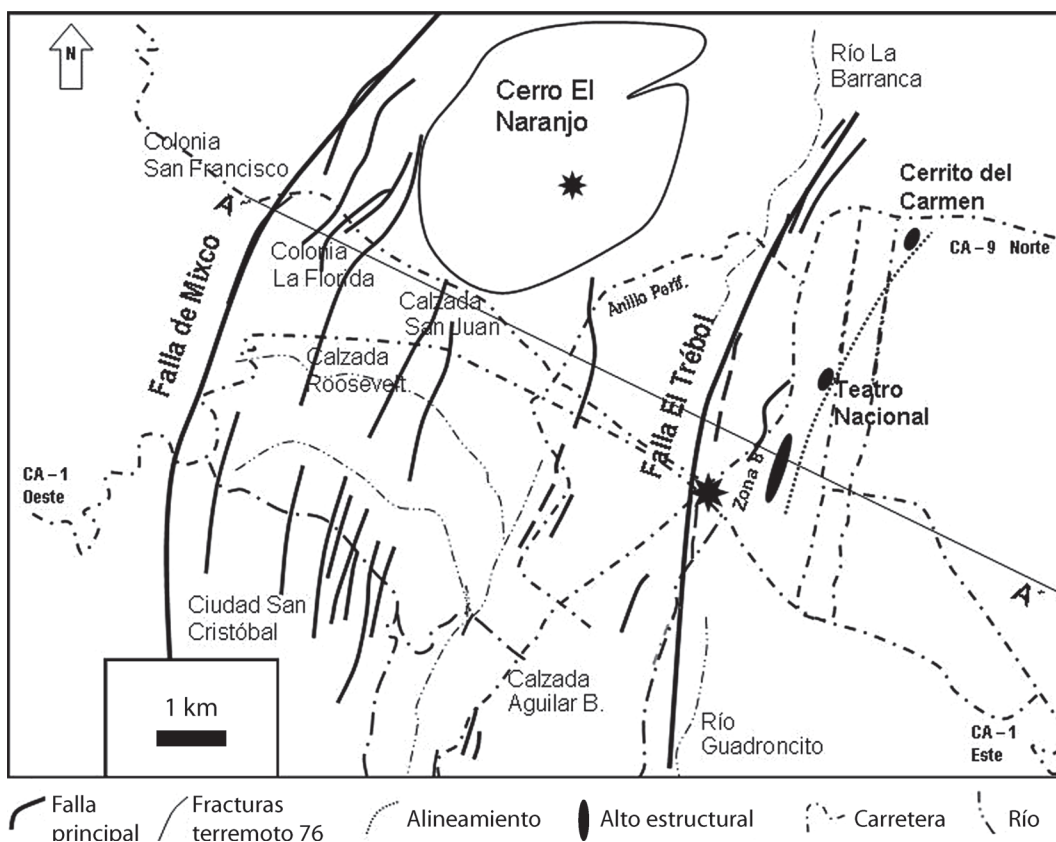 N
Río La
Barranca
Cerro El
Naranjo
Colonia
San Francisco
Cerrito del
Carmen
A
CA-9 Norte
Colonia
La Florida
Falla de Mixco
Anillo Perif.
Calzada
San Juan
Falla El Trébol
Calzada
Roosevelt.
Teatro
Nacional
CA-1
Oeste
Zona 8
A
Ciudad San
Cristóbal
Calzada
Aguilar B.
1 km
Río
Guadroncito
CA-1
Este
Falla
principal
Fracturas
terremoto 76
Alineamiento
Alto estructural
Carretera
Río